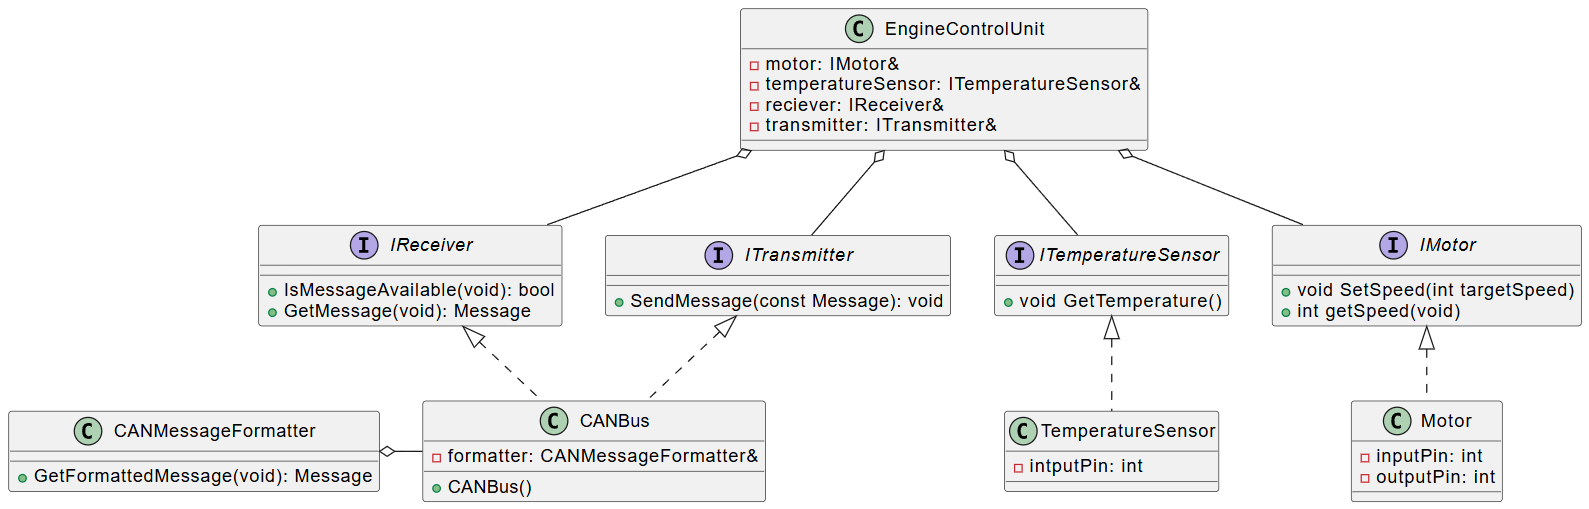 C EngineControlUnit
motor: IMotor&
temperatureSensor: ITemperatureSensor&
reciever: IReceiver&
transmitter: ITransmitter&
I IReceiver
IsMessageAvailable(void): bool
GetMessage(void): Message
I ITransmitter
SendMessage(const Message): void
I ITemperatureSensor
void GetTemperature()
I IMotor
void SetSpeed(int targetSpeed)
int getSpeed(void)
C CANMessageFormatter
GetFormattedMessage(void): Message
C CANBus
formatter: CANMessageFormatter&
CANBus()
C TemperatureSensor
intputPin: int
C Motor
inputPin: int
outputPin: int